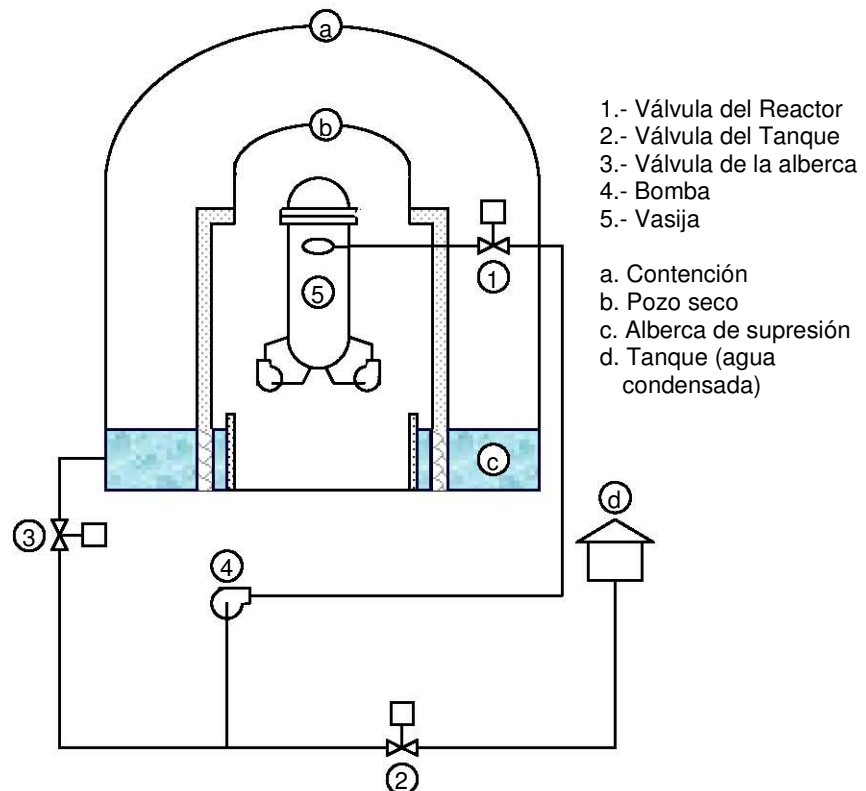 a
b
1.- Válvula del Reactor
2.- Válvula del Tanque
3.- Válvula de la alberca
4.- Bomba
5.- Vasija
a. Contención
b. Pozo seco
c. Alberca de supresión
d. Tanque (agua
condensada)
1
5
c
d
3
4
2